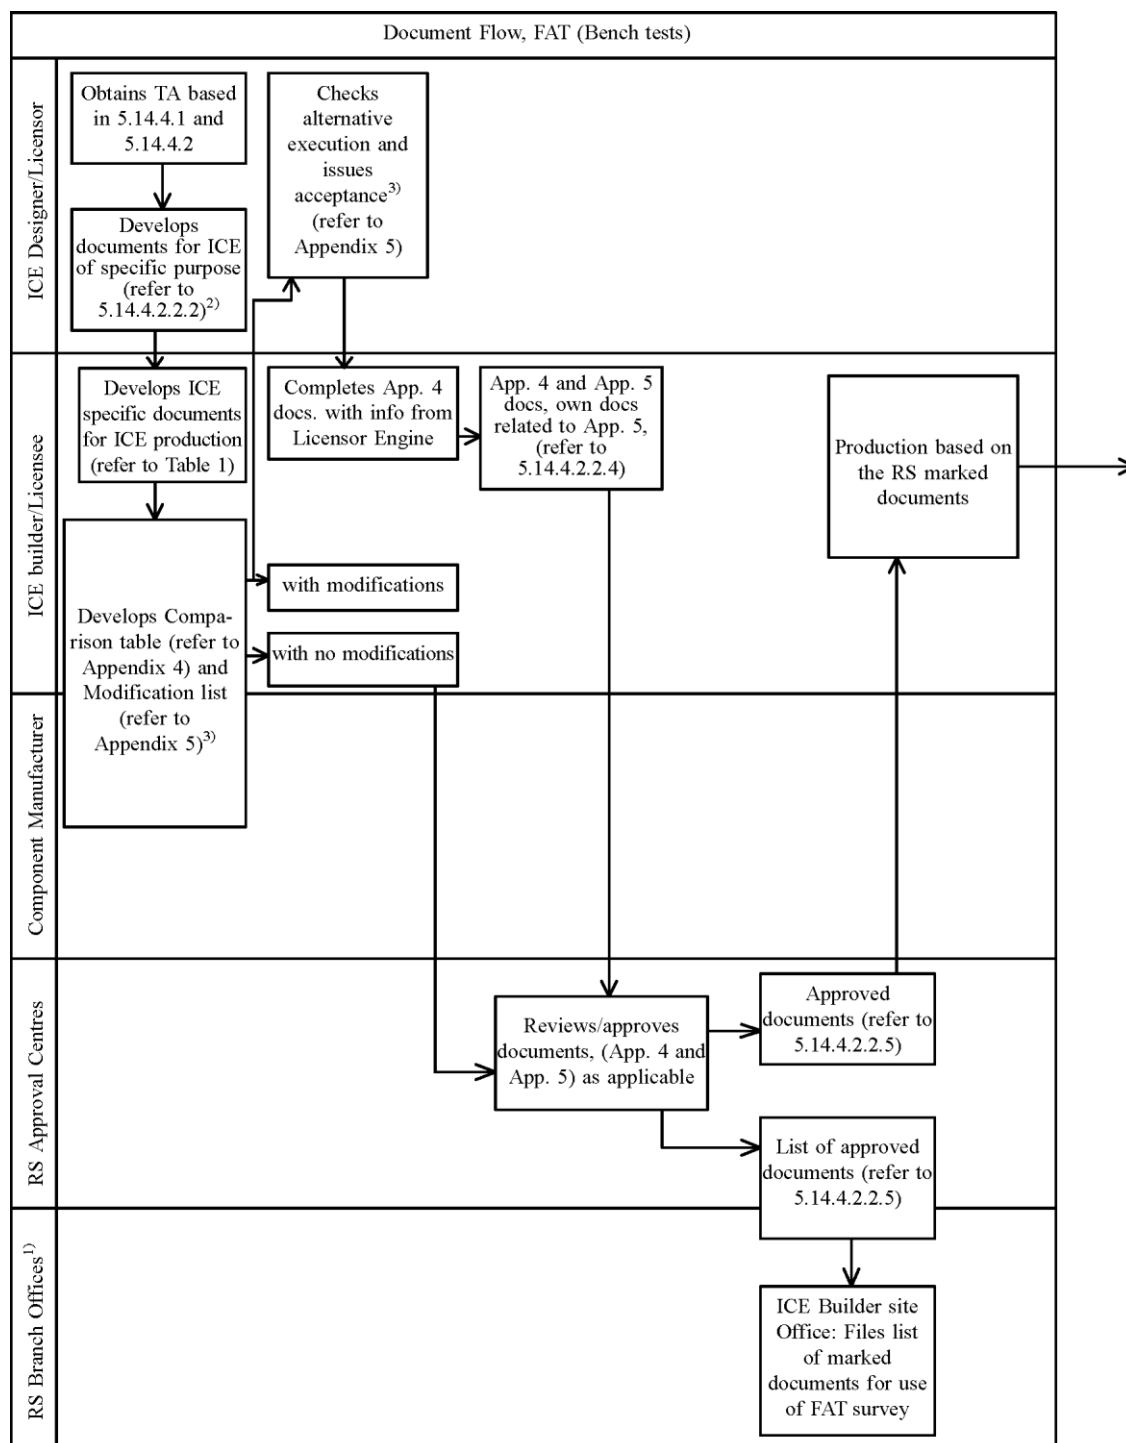 Document Flow, FAT (Bench tests)
ICE Designer/Licensor
Obtains TA based
in 5.14.4.1 and
5.14.4.2
Develops
documents for ICE
of specific purpose
(refer to
5.14.4.2.2.2)2)
Checks
alternative
execution and
issues
acceptance3)
(refer to
Appendix 5)
ICE builder/Licensee
Develops ICE
specific documents
for ICE production
(refer to Table 1)
Completes App. 4
docs. with info from
Licensor Engine
App. 4 and App. 5
docs, own docs
related to App. 5,
(refer to
5.14.4.2.2.4)
Production based on
the RS marked
documents
Develops Compa-
rison table (refer to
Appendix 4) and
Modification list
(refer to
Appendix 5)3)
with modifications
with no modifications
Component Manufacturer
RS Approval Centres
Reviews/approves
documents, (App. 4 and
App. 5) as applicable
Approved
documents (refer to
5.14.4.2.2.5)
List of approved
documents (refer to
5.14.4.2.2.5)
RS Branch Offices1)
ICE Builder site
Office: Files list
of marked
documents for use
of FAT survey